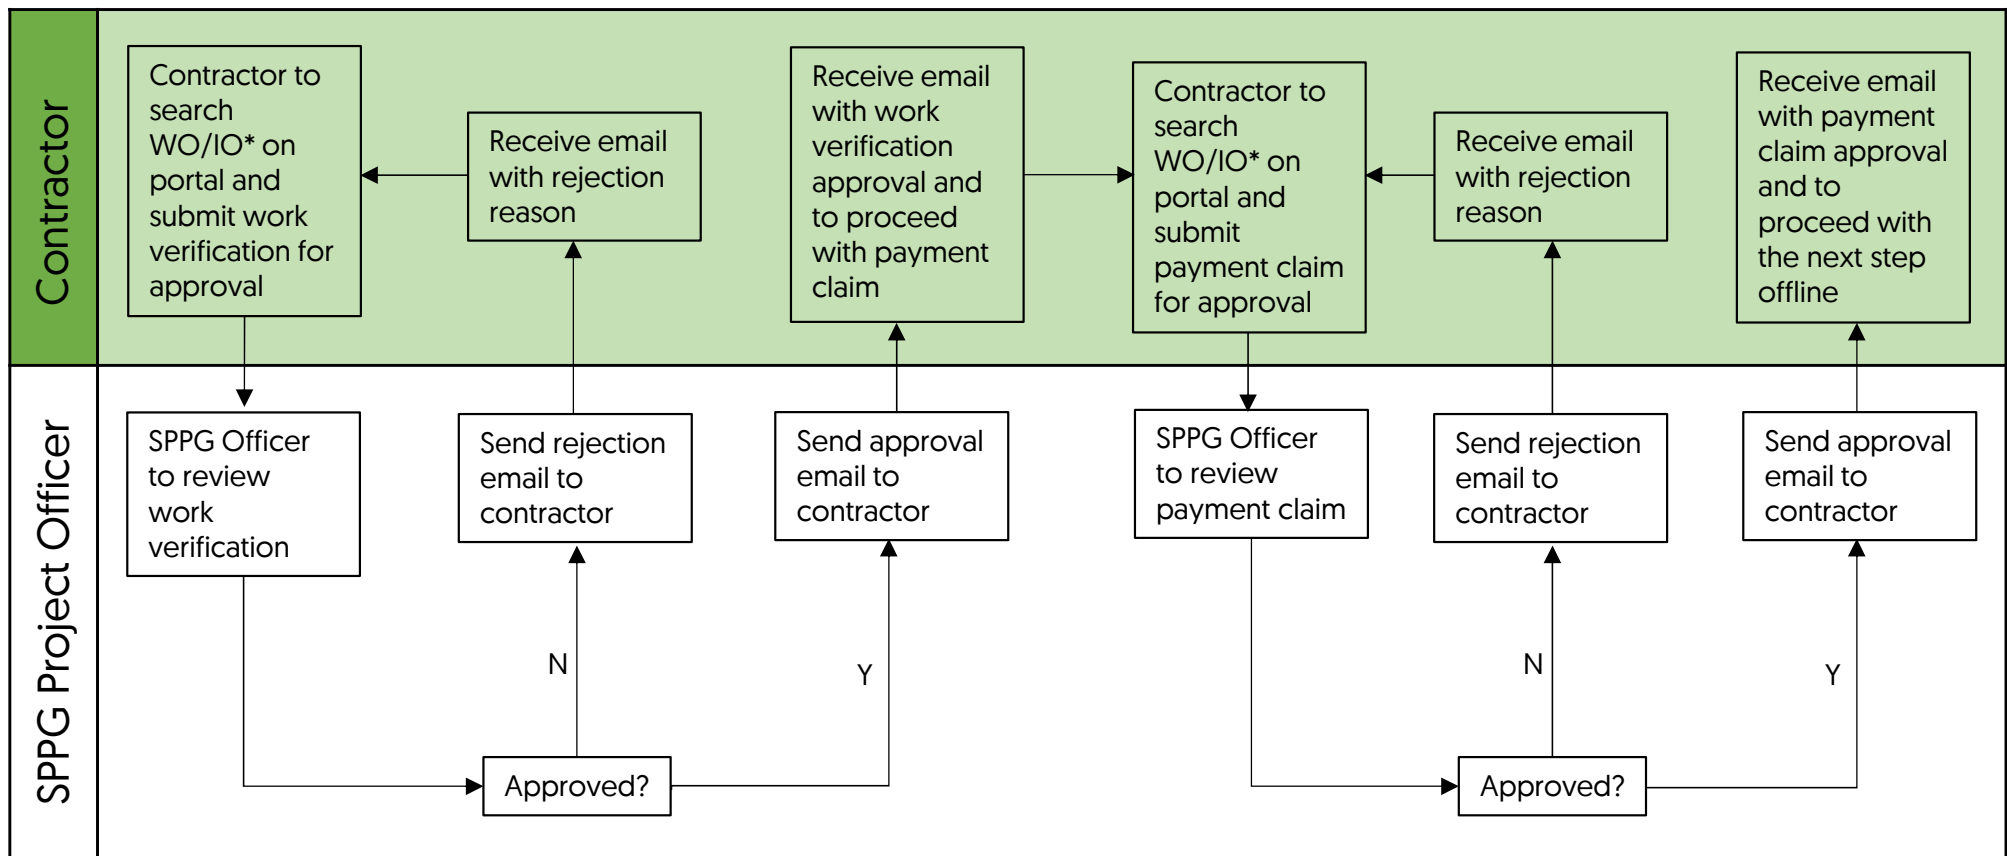 Contractor
Contractor to
search
WO/IO* on
portal and
submit work
verification for
approval
Receive email
with rejection
reason
Receive email
with work
verification
approval and
to proceed
with payment
claim
Contractor to
search
WO/IO* on
portal and
submit
payment claim
for approval
Receive email
with rejection
reason
Receive email
with payment
claim approval
and to
proceed with
the next step
offline
SPPG Project Officer
SPPG Officer
to review
work
verification
Send rejection
email to
contractor
Send approval
email to
contractor
SPPG Officer
to review
payment claim
Send rejection
email to
contractor
Send approval
email to
contractor
N
Y
N
Y
Approved?
Approved?